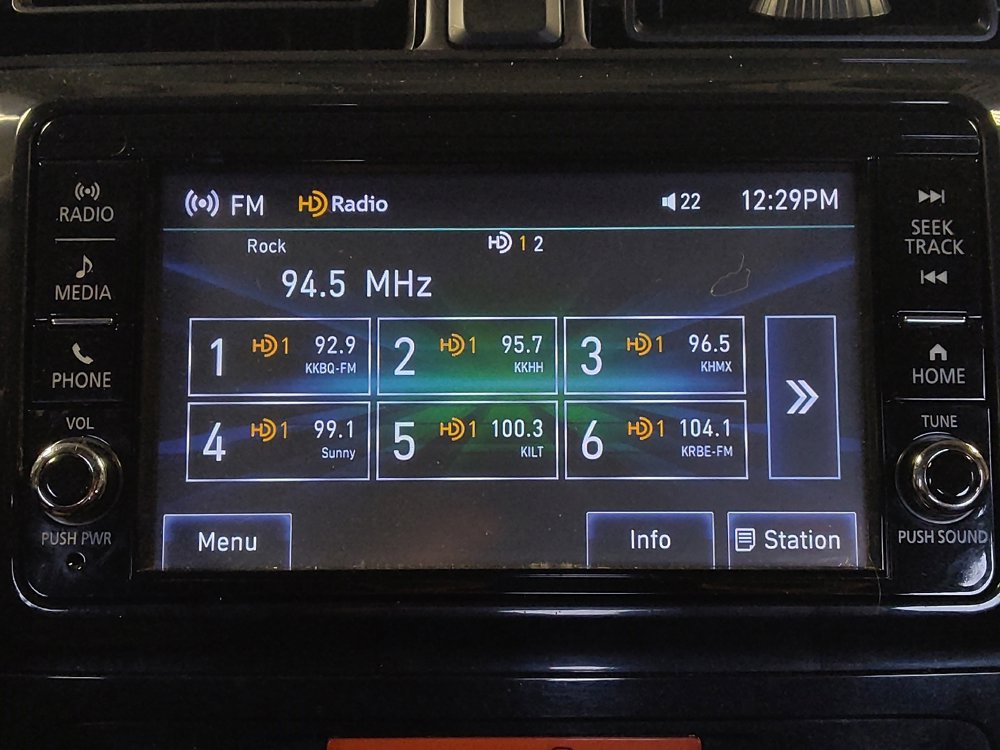 RADIO
MEDIA
PHONE
VOL
PUSH PWR
FM HD Radio 22 12:29PM
Rock HD 1 2
94.5 MHz
1 HD 1 92.9 KKBQ-FM
2 HD 1 95.7 KKHH
3 HD 1 96.5 KHMX
4 HD 1 99.1 Sunny
5 HD 1 100.3 KILT
6 HD 1 104.1 KRBE-FM
Menu Info Station
SEEK
TRACK
HOME
TUNE
PUSH SOUND